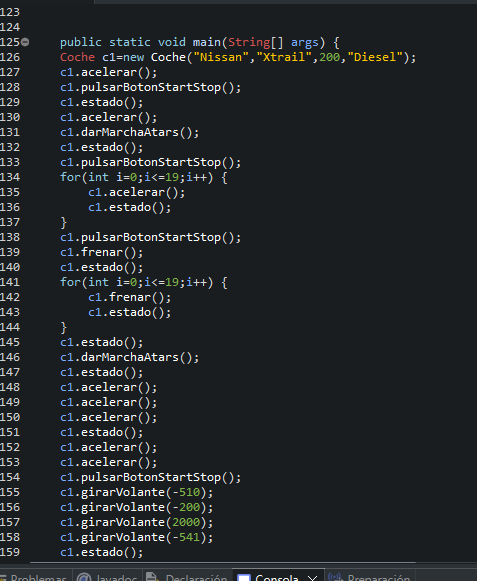 123
124
125 public static void main(String[] args) {
126 Coche c1=new Coche("Nissan","Xtrail",200,"Diesel");
127 c1.acelerar();
128 c1.pulsarBotonStartStop();
129 c1.estado();
130 c1.acelerar();
131 c1.darMarchaAtars();
132 c1.estado();
133 c1.pulsarBotonStartStop();
134 for(int i=0;i<=19;i++) {
135 c1.acelerar();
136 c1.estado();
137 }
138 c1.pulsarBotonStartStop();
139 c1.frenar();
140 c1.estado();
141 for(int i=0;i<=19;i++) {
142 c1.frenar();
143 c1.estado();
144 }
145 c1.estado();
146 c1.darMarchaAtars();
147 c1.estado();
148 c1.acelerar();
149 c1.acelerar();
150 c1.acelerar();
151 c1.estado();
152 c1.acelerar();
153 c1.acelerar();
154 c1.pulsarBotonStartStop();
155 c1.girarVolante(-510);
156 c1.girarVolante(-200);
157 c1.girarVolante(2000);
158 c1.girarVolante(-541);
159 c1.estado();
Problemas @ Javadoc Declaración Consola Preparación